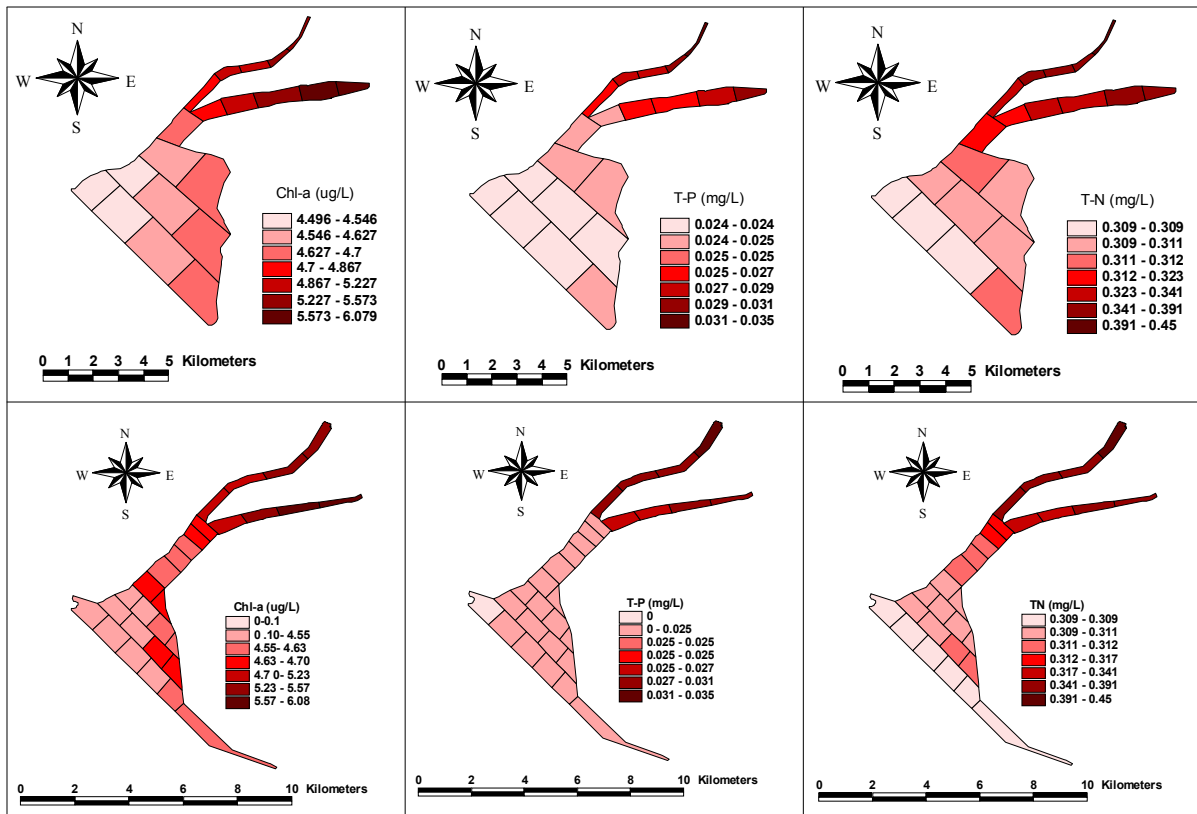 N
W E
S
Chl-a (ug/L)
4.496 - 4.546
4.546 - 4.627
4.627 - 4.7
4.7 - 4.867
4.867 - 5.227
5.227 - 5.573
5.573 - 6.079
0 1 2 3 4 5 Kilometers
N
W E
S
T-P (mg/L)
0.024 - 0.024
0.024 - 0.025
0.025 - 0.025
0.025 - 0.027
0.027 - 0.029
0.029 - 0.031
0.031 - 0.035
0 1 2 3 4 5 Kilometers
N
W E
S
T-N (mg/L)
0.309 - 0.309
0.309 - 0.311
0.311 - 0.312
0.312 - 0.323
0.323 - 0.341
0.341 - 0.391
0.391 - 0.45
0 1 2 3 4 5 Kilometers
N
W E
S
Chl-a (ug/L)
0-0.1
0 .10- 4.55
4.55- 4.63
4.63 - 4.70
4.7 0 - 5.23
5.23 - 5.57
5.57 - 6.08
0 2 4 6 8 10 Kilometers
N
W E
S
T-P (mg/L)
0
0 - 0.025
0.025 - 0.025
0.025 - 0.025
0.025 - 0.027
0.027 - 0.031
0.031 - 0.035
0 2 4 6 8 10 Kilometers
N
W E
S
TN (mg/L)
0.309 - 0.309
0.309 - 0.311
0.311 - 0.312
0.312 - 0.317
0.317 - 0.341
0.341 - 0.391
0.391 - 0.45
0 2 4 6 8 10 Kilometers